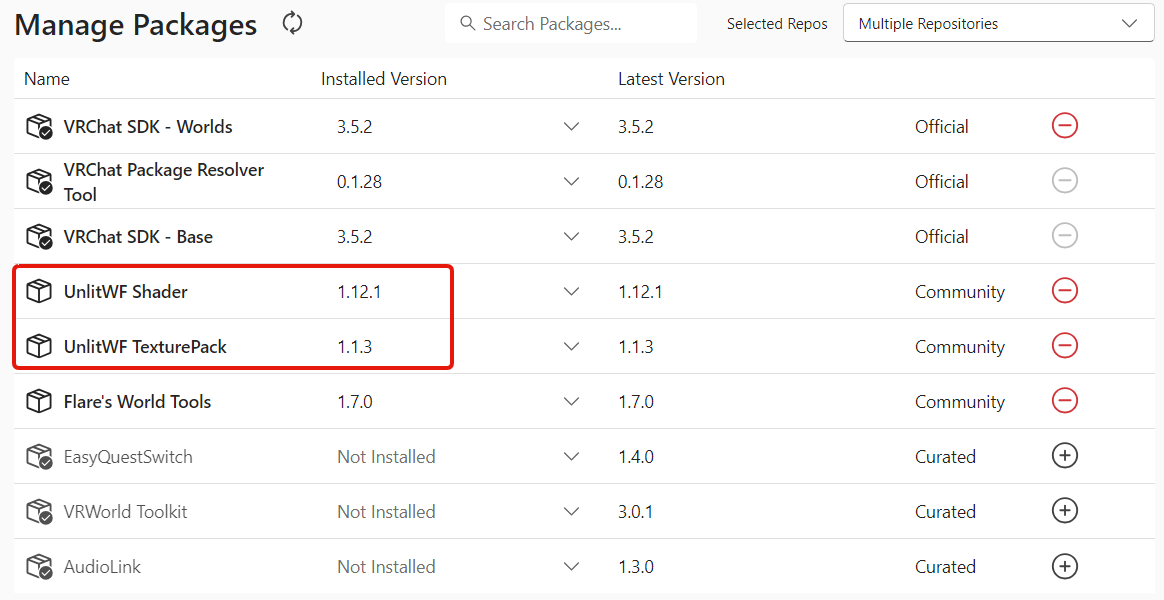 Manage Packages
Search Packages...
Selected Repos
Multiple Repositories
Name Installed Version Latest Version
VRChat SDK - Worlds 3.5.2 3.5.2 Official
VRChat Package Resolver
Tool 0.1.28 0.1.28 Official
VRChat SDK - Base 3.5.2 3.5.2 Official
UnlitWF Shader 1.12.1 1.12.1 Community
UnlitWF TexturePack 1.1.3 1.1.3 Community
Flare's World Tools 1.7.0 1.7.0 Community
EasyQuestSwitch Not Installed 1.4.0 Curated
VRWorld Toolkit Not Installed 3.0.1 Curated
AudioLink Not Installed 1.3.0 Curated